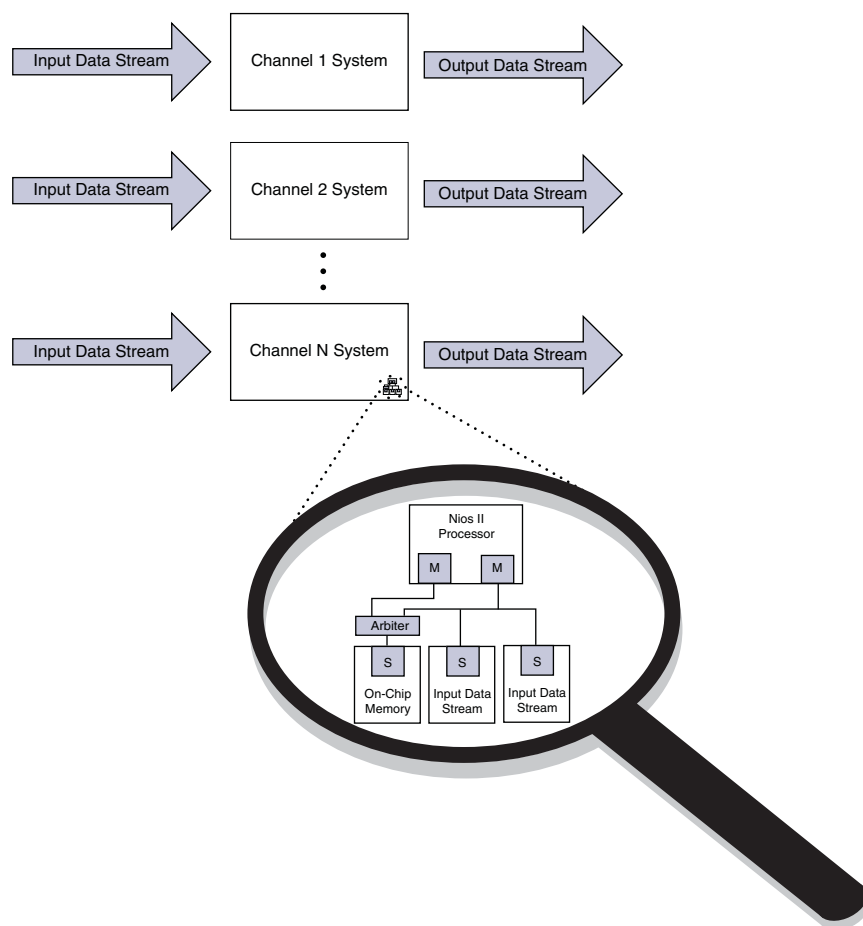 Input Data Stream
Channel 1 System
Output Data Stream
Input Data Stream
Channel 2 System
Output Data Stream
Input Data Stream
Channel N System
Output Data Stream
Nios II
Processor
M
M
Arbiter
S
S
S
On-Chip
Memory
Input Data
Stream
Input Data
Stream